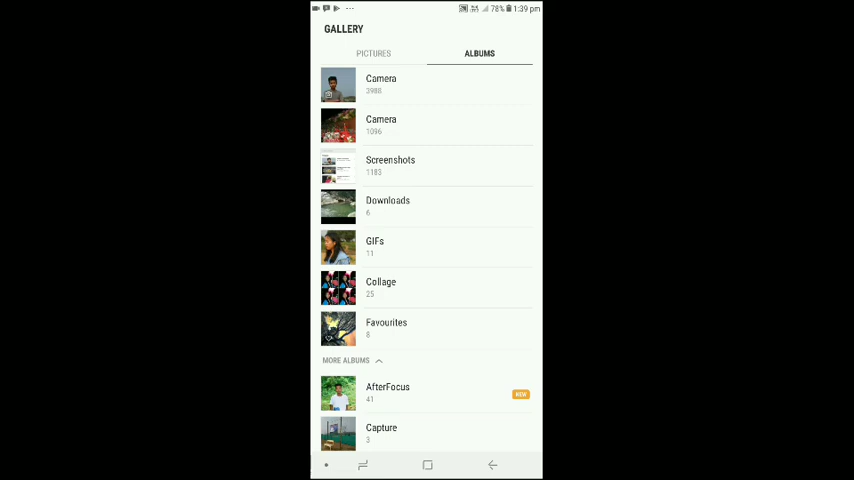 78% 1:39 pm
GALLERY
PICTURES
ALBUMS
Camera
3988
Camera
1096
Screenshots
1183
Downloads
6
GIFs
11
Collage
25
Favourites
8
MORE ALBUMS
AfterFocus
41
NEW
Capture
3